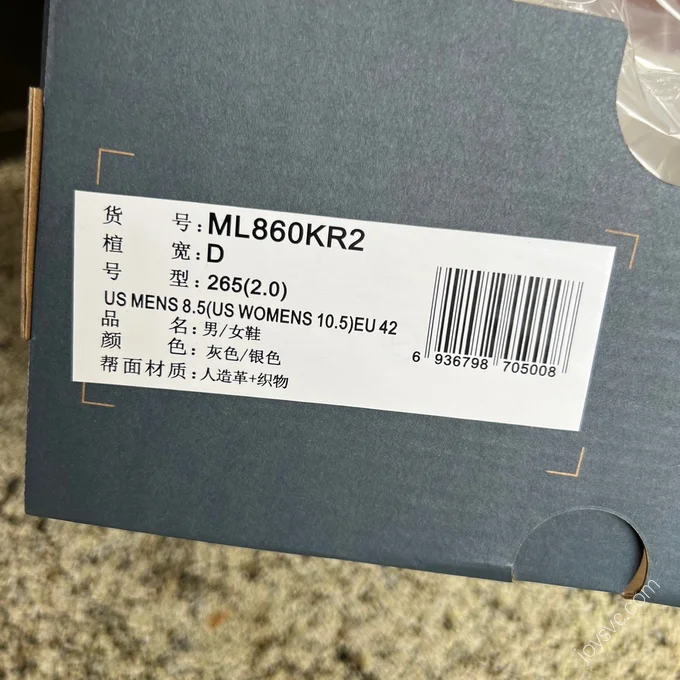 货 号:ML860KR2
楦 宽:D
号 型:265(2.0)
US MENS 8.5(US WOMENS 10.5)EU 42
品 名:男/女鞋
颜 色:灰色/银色
帮面材质:人造革+织物
6 936798 705008
joysvc.com